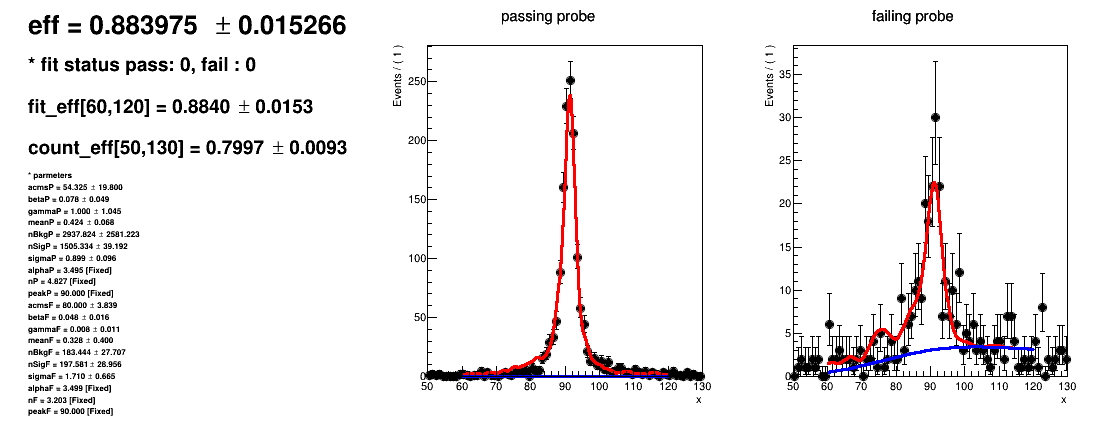 eff = 0.883975 ± 0.015266
* fit status pass: 0, fail : 0
fit_eff[60,120] = 0.8840 ± 0.0153
count_eff[50,130] = 0.7997 ± 0.0093
* parmeters
acmsP = 54.325 ± 19.800
betaP = 0.078 ± 0.049
gammaP = 1.000 ± 1.045
meanP = 0.424 ± 0.068
nBkgP = 2937.824 ± 2581.223
nSigP = 1505.334 ± 39.192
sigmaP = 0.899 ± 0.096
alphaP = 3.495 [Fixed]
nP = 4.827 [Fixed]
peakP = 90.000 [Fixed]
acmsF = 80.000 ± 3.839
betaF = 0.048 ± 0.016
gammaF = 0.008 ± 0.011
meanF = 0.328 ± 0.400
nBkgF = 183.444 ± 27.707
nSigF = 197.581 ± 28.956
sigmaF = 1.710 ± 0.665
alphaF = 3.499 [Fixed]
nF = 3.203 [Fixed]
peakF = 90.000 [Fixed]
passing probe
Events / ( 1 )
250
200
150
100
50
0
50 60 70 80 90 100 110 120 130
x
failing probe
Events / ( 1 )
35
30
25
20
15
10
5
0
50 60 70 80 90 100 110 120 130
x